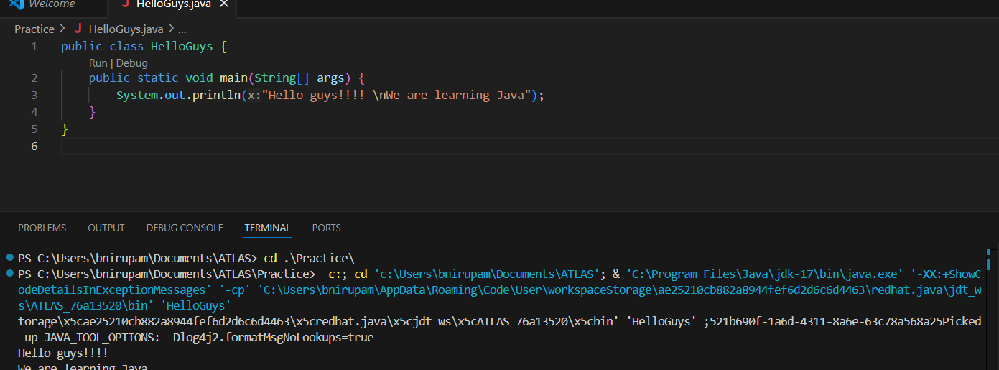 Welcome J HelloGuys.java ×
Practice > J HelloGuys.java > ...
1 public class HelloGuys {
Run | Debug
2 public static void main(String[] args) {
3 System.out.println(x:"Hello guys!!!! \nWe are learning Java");
4 }
5 }
6
PROBLEMS OUTPUT DEBUG CONSOLE TERMINAL PORTS
PS C:\Users\bnirupam\Documents\ATLAS> cd .\Practice\
PS C:\Users\bnirupam\Documents\ATLAS\Practice>  c:; cd 'c:\Users\bnirupam\Documents\ATLAS'; & 'C:\Program Files\Java\jdk-17\bin\java.exe' '-XX:+ShowC
odeDetailsInExceptionMessages' '-cp' 'C:\Users\bnirupam\AppData\Roaming\Code\User\workspaceStorage\ae25210cb882a8944fef6d2d6c6d4463\redhat.java\jdt_w
s\ATLAS_76a13520\bin' 'HelloGuys'
torage\x5cae25210cb882a8944fef6d2d6c6d4463\x5credhat.java\x5cjdt_ws\x5cATLAS_76a13520\x5cbin' 'HelloGuys' ;521b690f-1a6d-4311-8a6e-63c78a568a25Picked
up JAVA_TOOL_OPTIONS: -Dlog4j2.formatMsgNoLookups=true
Hello guys!!!!
We are learning Java